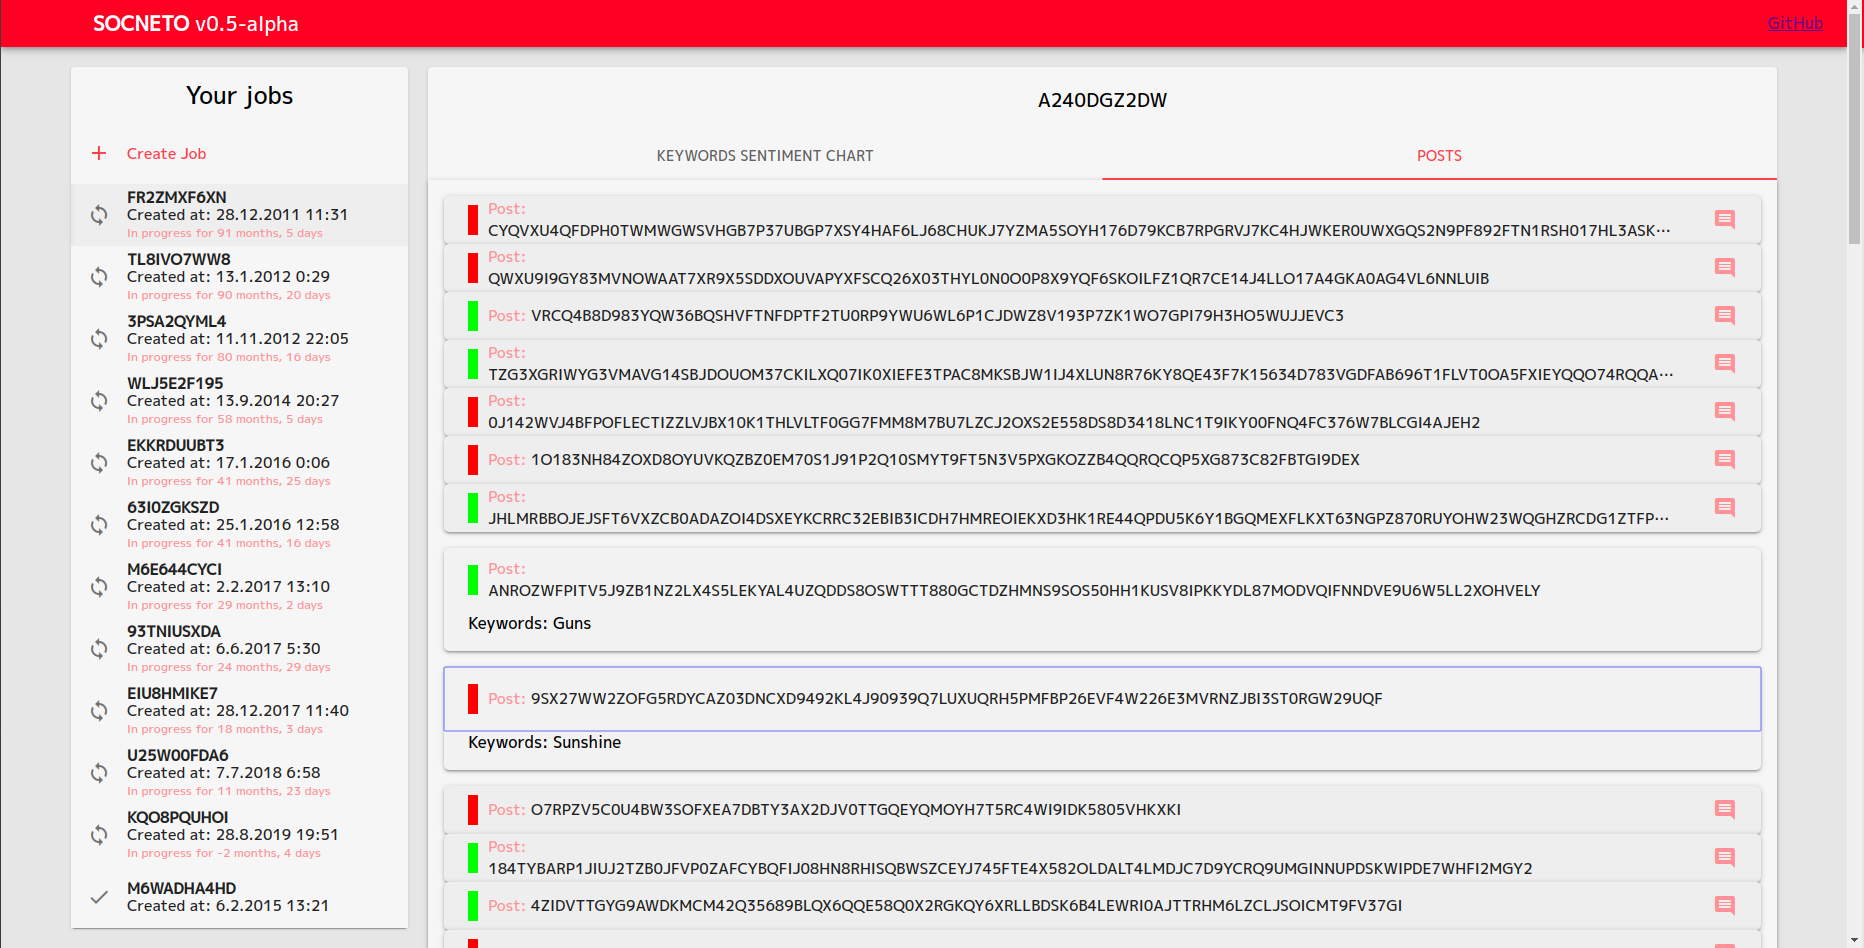 SOCNETO v0.5-alpha
GitHub
Your jobs
Create Job
FR2ZMXF6XN
Created at: 28.12.2011 11:31
In progress for 91 months, 5 days
TL8IVO7WW8
Created at: 13.1.2012 0:29
In progress for 90 months, 20 days
3PSA2QYML4
Created at: 11.11.2012 22:05
In progress for 80 months, 16 days
WLJ5E2F195
Created at: 13.9.2014 20:27
In progress for 58 months, 5 days
EKKRDUUBT3
Created at: 17.1.2016 0:06
In progress for 41 months, 25 days
63I0ZGKSZD
Created at: 25.1.2016 12:58
In progress for 41 months, 16 days
M6E644CYCI
Created at: 2.2.2017 13:10
In progress for 29 months, 2 days
93TNIUSXDA
Created at: 6.6.2017 5:30
In progress for 24 months, 29 days
EIU8HMIKE7
Created at: 28.12.2017 11:40
In progress for 18 months, 3 days
U25W00FDA6
Created at: 7.7.2018 6:58
In progress for 11 months, 23 days
KQO8PQUHOI
Created at: 28.8.2019 19:51
In progress for -2 months, 4 days
M6WADHA4HD
Created at: 6.2.2015 13:21
A240DGZ2DW
KEYWORDS SENTIMENT CHART
POSTS
Post:
CYQVXU4QFDPH0TWMWGWSVHGB7P37UBGP7XSY4HAF6LJ68CHUKJ7YZMA5SOYH176D79KCB7RPGRVJ7KC4HJWKER0UWXGQS2N9PF892FTN1RSH017HL3ASK…
Post:
QWXU9I9GY83MVNOWAAT7XR9X5SDDXOUVAPYXFSCQ26X03THYL0N0O0P8X9YQF6SKOILFZ1QR7CE14J4LLO17A4GKA0AG4VL6NNLUIB
Post: VRCQ4B8D983YQW36BQSHVFTNFDPTF2TU0RP9YWU6WL6P1CJDWZ8V193P7ZK1WO7GPI79H3HO5WUJJEVC3
Post:
TZG3XGRIWYG3VMAVG14SBJDOUOM37CKILXQ07IK0XIEFE3TPAC8MKSBJW1IJ4XLUN8R76KY8QE43F7K15634D783VGDFAB696T1FLVT0OA5FXIEYQQO74RQQA…
Post:
0J142WVJ4BFPOFLECTIZZLVJBX10K1THLVLTF0GG7FMM8M7BU7LZCJ2OXS2E558DS8D3418LNC1T9IKY00FNQ4FC376W7BLCGI4AJEH2
Post: 1O183NH84ZOXD8OYUVKQZBZ0EM70S1J91P2Q10SMYT9FT5N3V5PXGKOZZB4QQRQCQP5XG873C82FBTGI9DEX
Post:
JHLMRBBOJEJSFT6VXZCB0ADAZOI4DSXEYKCRRC32EBIB3ICDH7HMREOIEKXD3HK1RE44QPDU5K6Y1BGQMEXFLKXT63NGPZ870RUYOHW23WQGHZRCDG1ZTFP…
Post:
ANROZWFPITV5J9ZB1NZ2LX4S5LEKYAL4UZQDDS8OSWTTT880GCTDZHMNS9SOS50HH1KUSV8IPKKYDL87MODVQIFNNDVE9U6W5LL2XOHVELY
Keywords: Guns
Post: 9SX27WW2ZOFG5RDYCAZ03DNCXD9492KL4J90939Q7LUXUQRH5PMFBP26EVF4W226E3MVRNZJBI3ST0RGW29UQF
Keywords: Sunshine
Post: O7RPZV5C0U4BW3SOFXEA7DBTY3AX2DJV0TTGQEYQMOYH7T5RC4WI9IDK5805VHKXKI
Post:
184TYBARP1JIUJ2TZB0JFVP0ZAFCYBQFIJ08HN8RHISQBWSZCEYJ745FTE4X582OLDALT4LMDJC7D9YCRQ9UMGINNUPDSKWIPDE7WHFI2MGY2
Post: 4ZIDVTTGYG9AWDKMCM42Q35689BLQX6QQE58Q0X2RGKQY6XRLLBDSK6B4LEWRI0AJTTRHM6LZCLJSOICMT9FV37GI